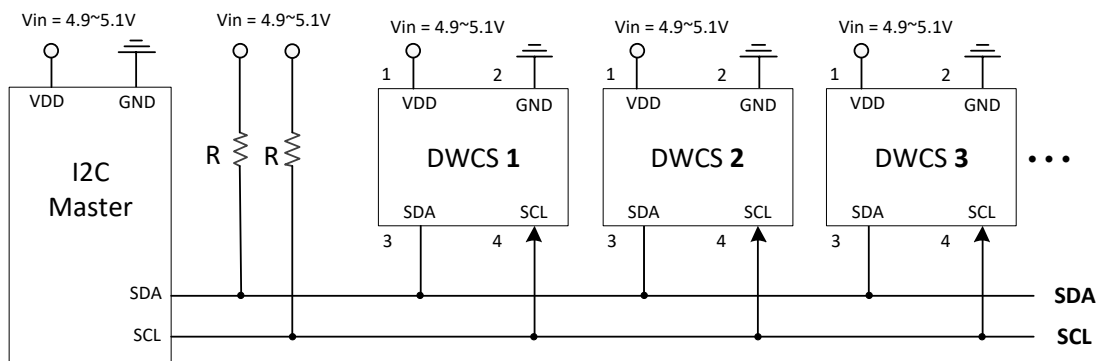 Vin = 4.9~5.1V
Vin = 4.9~5.1V
Vin = 4.9~5.1V
Vin = 4.9~5.1V
Vin = 4.9~5.1V
1 2
1 2
1 2
VDD GND
VDD GND
VDD GND
VDD GND
R R
I2C
Master
DWCS 1
DWCS 2
DWCS 3
• • •
SDA SCL
SDA SCL
SDA SCL
3 4
3 4
3 4
SDA
SDA
SCL
SCL